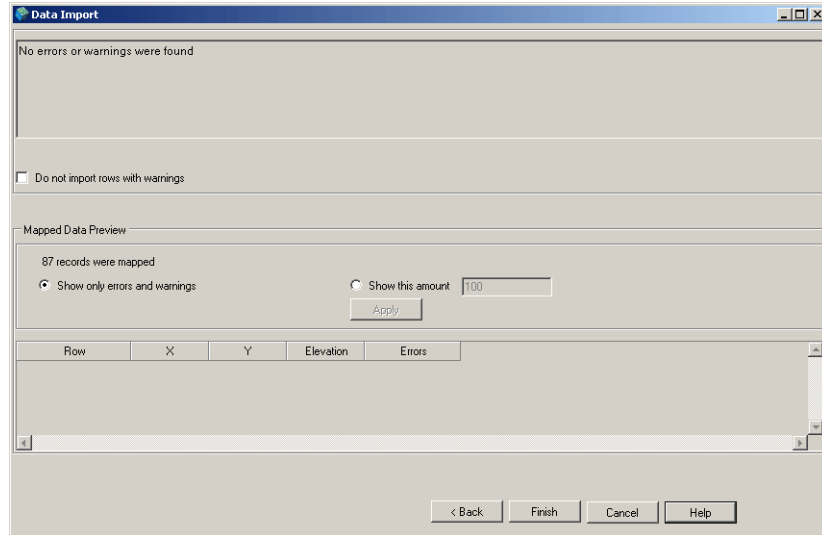 Data Import
No errors or warnings were found
Do not import rows with warnings
Mapped Data Preview
87 records were mapped
Show only errors and warnings Show this amount 100
Apply
Row X Y Elevation Errors
< Back Finish Cancel Help